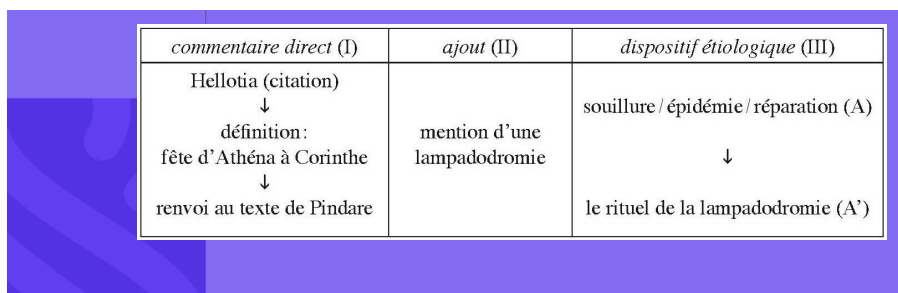 commentaire direct (I)
ajout (II)
dispositif étiologique (III)
Hellotia (citation)
↓
définition :
fête d'Athéna à Corinthe
↓
renvoi au texte de Pindare
mention d'une
lampadodromie
souillure / épidémie / réparation (A)
↓
le rituel de la lampadodromie (A')